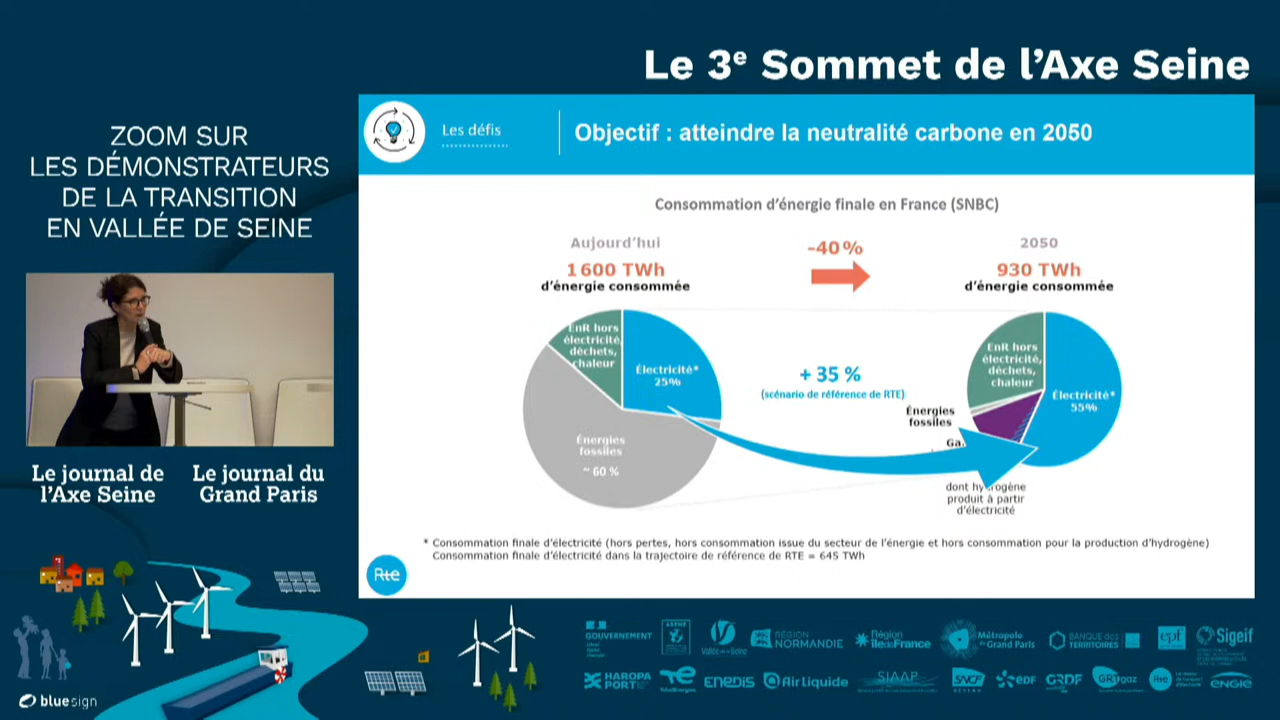 Le 3e Sommet de l'Axe Seine
ZOOM SUR
LES DÉMONSTRATEURS
DE LA TRANSITION
EN VALLÉE DE SEINE
Le journal de
l'Axe Seine
Le journal du
Grand Paris
Les défis
Objectif : atteindre la neutralité carbone en 2050
Consommation d'énergie finale en France (SNBC)
Aujourd'hui
1 600 TWh
d'énergie consommée
-40 %
2050
930 TWh
d'énergie consommée
EnR hors
électricité,
déchets,
chaleur
Électricité*
25%
Énergies
fossiles
~ 60 %
+ 35 %
(scénario de référence de RTE)
EnR hors
électricité,
déchets,
chaleur
Électricité*
55%
Énergies
fossiles
dont hydrogène
produit à partir
d'électricité
* Consommation finale d'électricité (hors pertes, hors consommation issue du secteur de l'énergie et hors consommation pour la production d'hydrogène)
Consommation finale d'électricité dans la trajectoire de référence de RTE = 645 TWh
Rte
bluesign
GOUVERNEMENT
Vallée de la Seine
RÉGION
NORMANDIE
Région
îledeFrance
Métropole
du Grand Paris
BANQUE des
TERRITOIRES
ept
Sigeif
HAROPA
PORT
TotalEnergies
ENEDIS
Air Liquide
SIAAP
SNCF
RÉSEAU
eDF
GRDF
GRTgaz
Rte
ENGIE